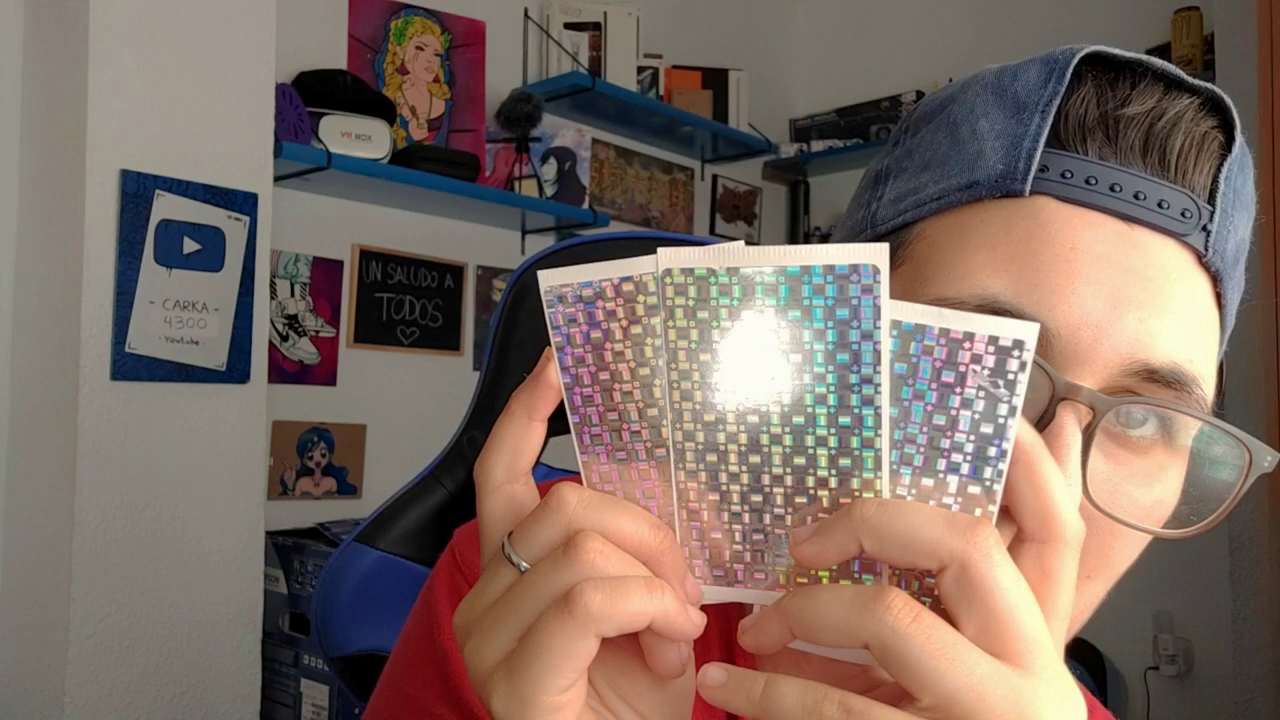 VR BOX
- CARKA -
4300
- Youtube -
UN SALUDO A
TODOS